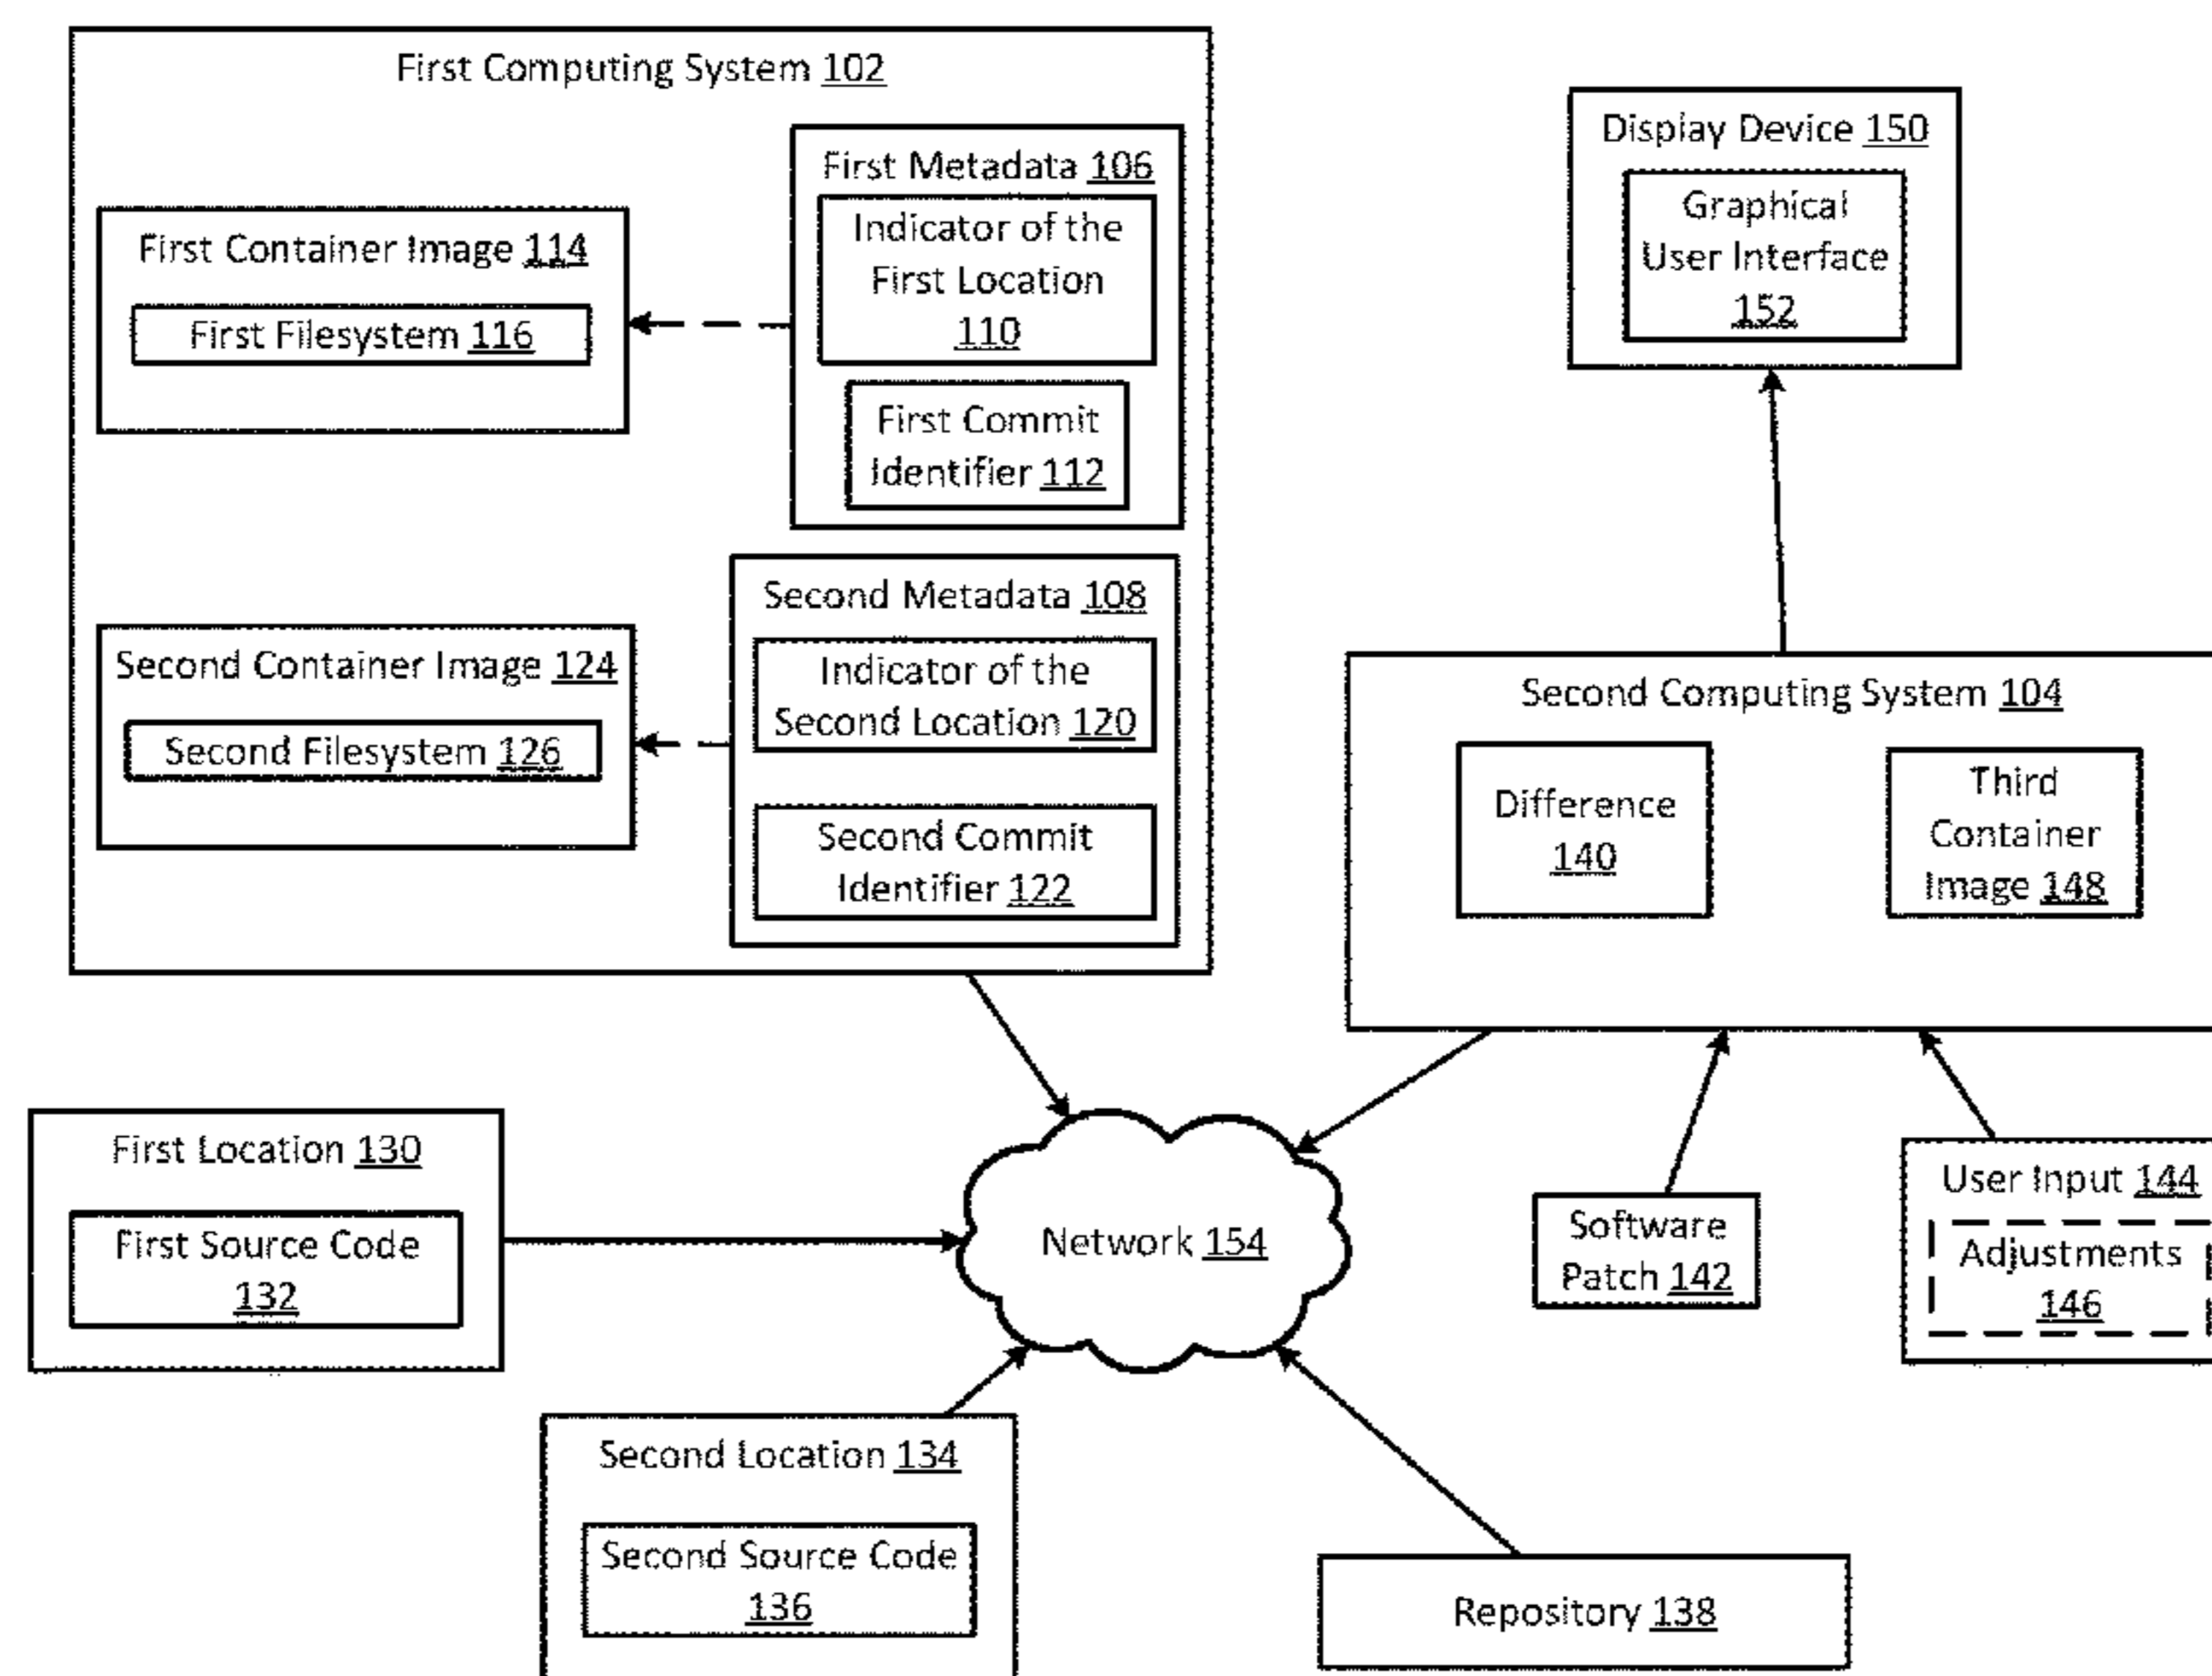 First Computing System 102
First Metadata 106
Indicator of the
First Location
110
First Commit
Identifier 112
First Container Image 114
First Filesystem 116
Second Metadata 108
Indicator of the
Second Location 120
Second Commit
Identifier 122
Second Container Image 124
Second Filesystem 126
Display Device 150
Graphical
User Interface
152
Second Computing System 104
Difference
140
Third
Container
Image 148
First Location 130
First Source Code
132
Network 154
Software
Patch 142
User Input 144
Adjustments
146
Second Location 134
Second Source Code
136
Repository 138